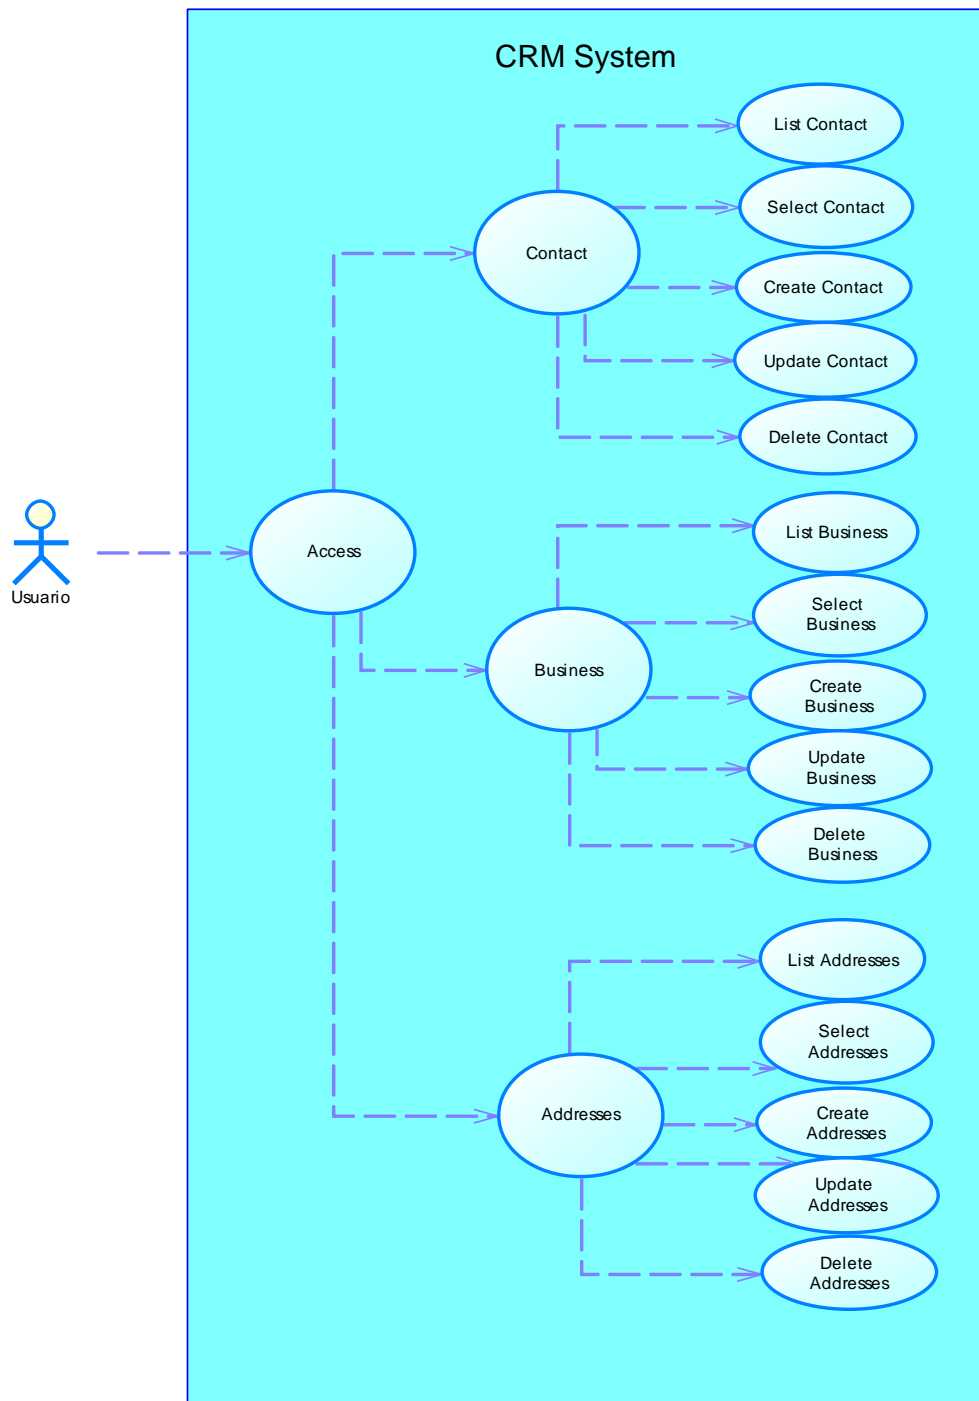 CRM System
List Contact
Select Contact
Contact
Create Contact
Update Contact
Delete Contact
Access
Usuario
List Business
Select
Business
Business
Create
Business
Update
Business
Delete
Business
List Addresses
Select
Addresses
Addresses
Create
Addresses
Update
Addresses
Delete
Addresses